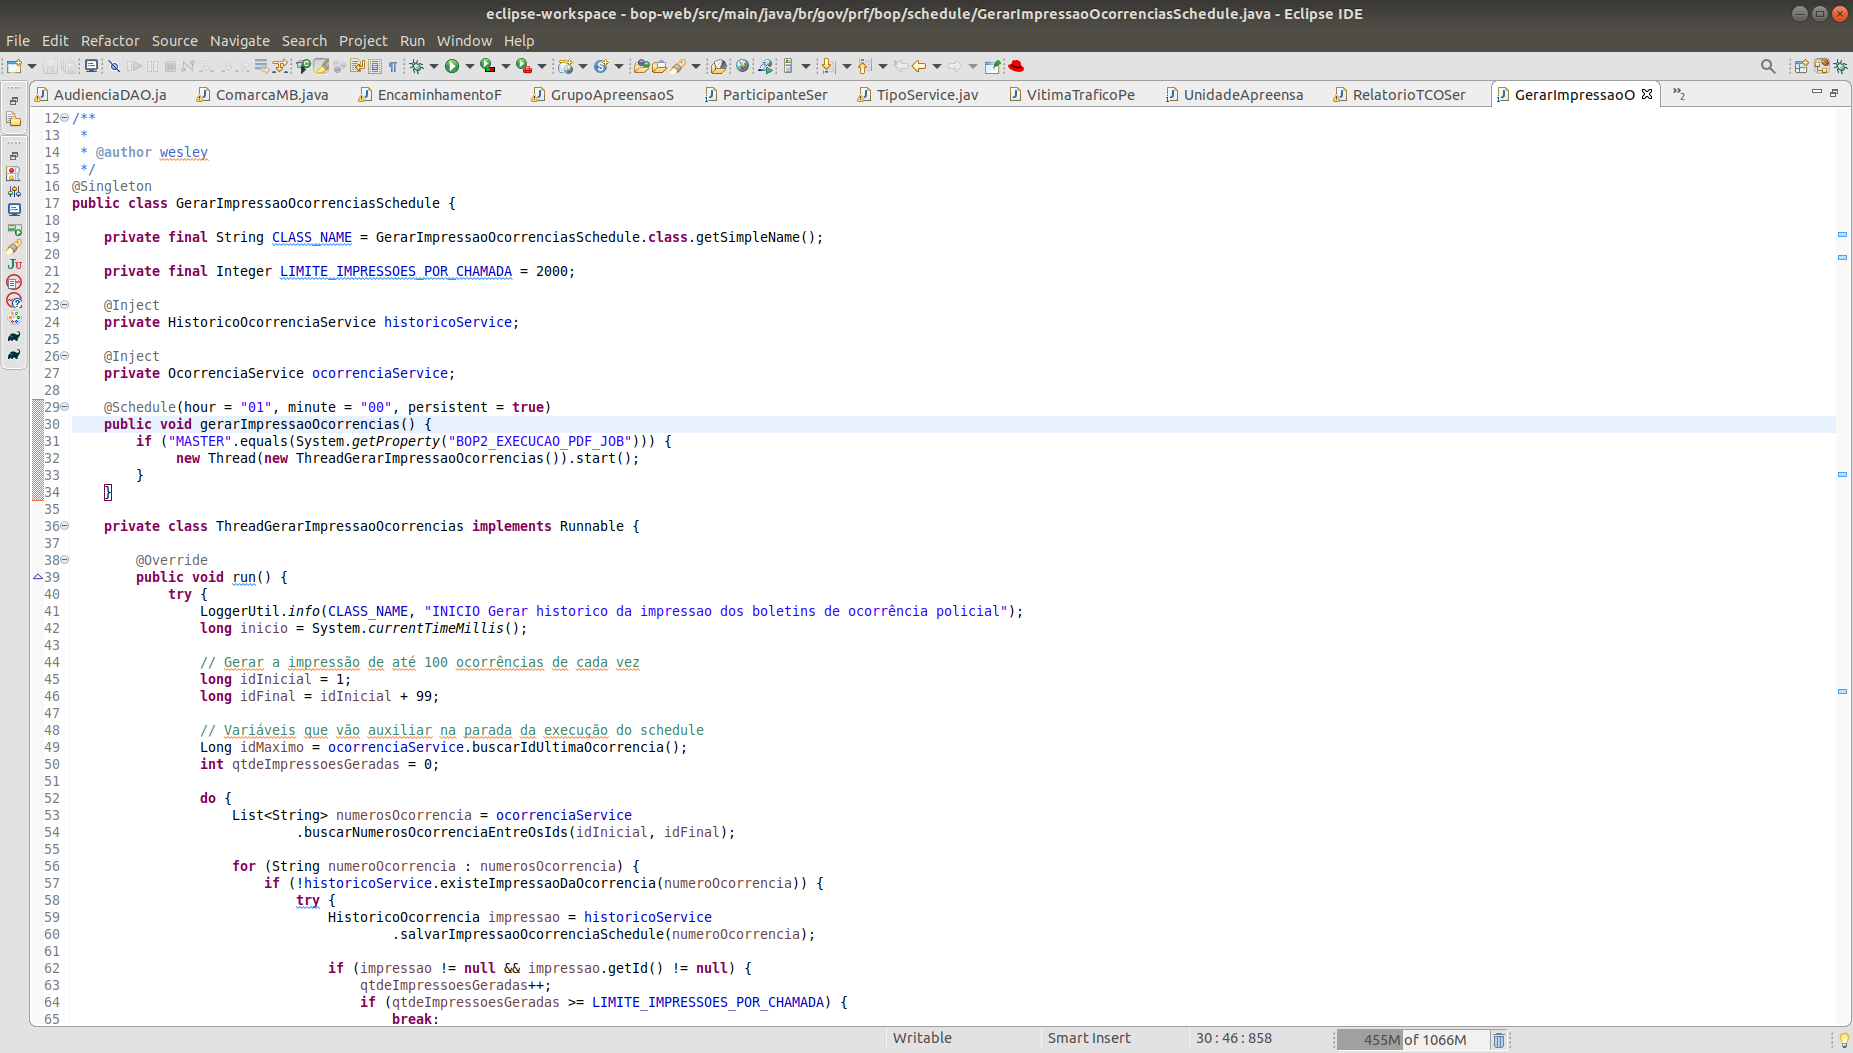 eclipse-workspace - bop-web/src/main/java/br/gov/prf/bop/schedule/GerarImpressaoOcorrenciasSchedule.java - Eclipse IDE
File Edit Refactor Source Navigate Search Project Run Window Help
AudienciaDAO.ja ComarcaMB.java EncaminhamentoF GrupoApreensaoS ParticipanteSer TipoService.jav VitimaTraficoPe UnidadeApreensa RelatorioTCOSer GerarImpressaoO »2
12 /**
13  *
14  * @author wesley
15  */
16 @Singleton
17 public class GerarImpressaoOcorrenciasSchedule {
18
19     private final String CLASS_NAME = GerarImpressaoOcorrenciasSchedule.class.getSimpleName();
20
21     private final Integer LIMITE_IMPRESSOES_POR_CHAMADA = 2000;
22
23     @Inject
24     private HistoricoOcorrenciaService historicoService;
25
26     @Inject
27     private OcorrenciaService ocorrenciaService;
28
29     @Schedule(hour = "01", minute = "00", persistent = true)
30     public void gerarImpressaoOcorrencias() {
31         if ("MASTER".equals(System.getProperty("BOP2_EXECUCAO_PDF_JOB"))) {
32              new Thread(new ThreadGerarImpressaoOcorrencias()).start();
33         }
34     }
35
36     private class ThreadGerarImpressaoOcorrencias implements Runnable {
37
38         @Override
39         public void run() {
40             try {
41                 LoggerUtil.info(CLASS_NAME, "INICIO Gerar historico da impressao dos boletins de ocorrência policial");
42                 long inicio = System.currentTimeMillis();
43
44                 // Gerar a impressão de até 100 ocorrências de cada vez
45                 long idInicial = 1;
46                 long idFinal = idInicial + 99;
47
48                 // Variáveis que vão auxiliar na parada da execução do schedule
49                 Long idMaximo = ocorrenciaService.buscarIdUltimaOcorrencia();
50                 int qtdeImpressoesGeradas = 0;
51
52                 do {
53                     List<String> numerosOcorrencia = ocorrenciaService
54                             .buscarNumerosOcorrenciaEntreOsIds(idInicial, idFinal);
55
56                     for (String numeroOcorrencia : numerosOcorrencia) {
57                         if (!historicoService.existeImpressaoDaOcorrencia(numeroOcorrencia)) {
58                             try {
59                                 HistoricoOcorrencia impressao = historicoService
60                                         .salvarImpressaoOcorrenciaSchedule(numeroOcorrencia);
61
62                                 if (impressao != null && impressao.getId() != null) {
63                                     qtdeImpressoesGeradas++;
64                                     if (qtdeImpressoesGeradas >= LIMITE_IMPRESSOES_POR_CHAMADA) {
65                                         break;
Writable Smart Insert 30:46:858 455M of 1066M